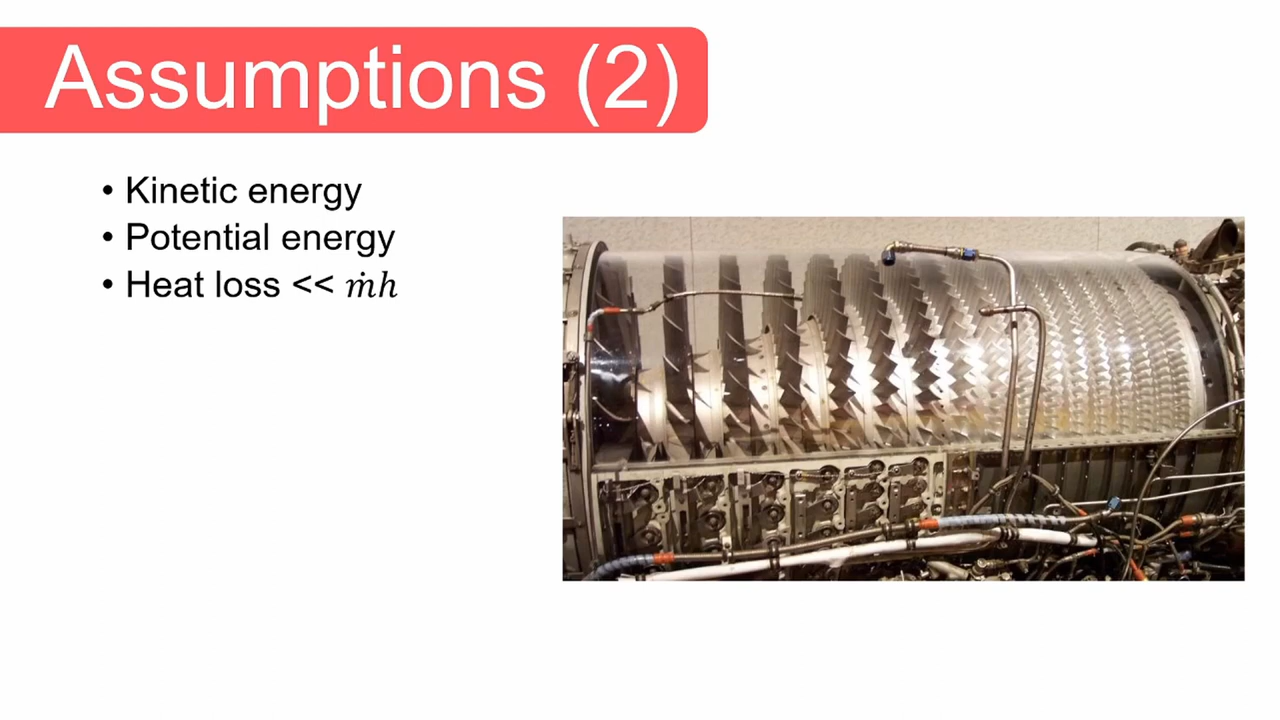 Assumptions (2)
• Kinetic energy
• Potential energy
• Heat loss << ṁh